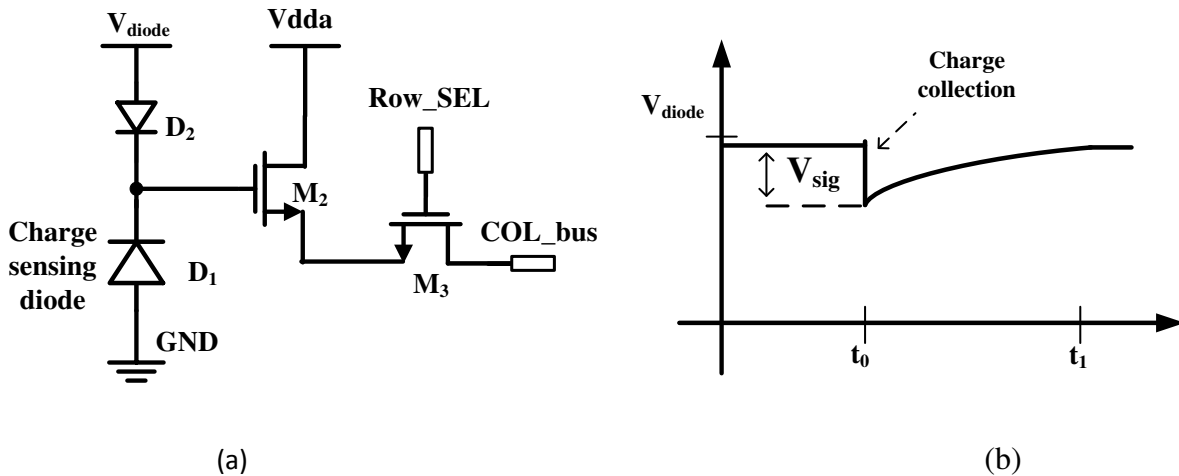 V_diode
Vdda
Row_SEL
D_2
M_2
COL_bus
Charge
sensing
diode
D_1
M_3
GND
(a)
Charge
collection
V_diode
V_sig
t_0
t_1
(b)